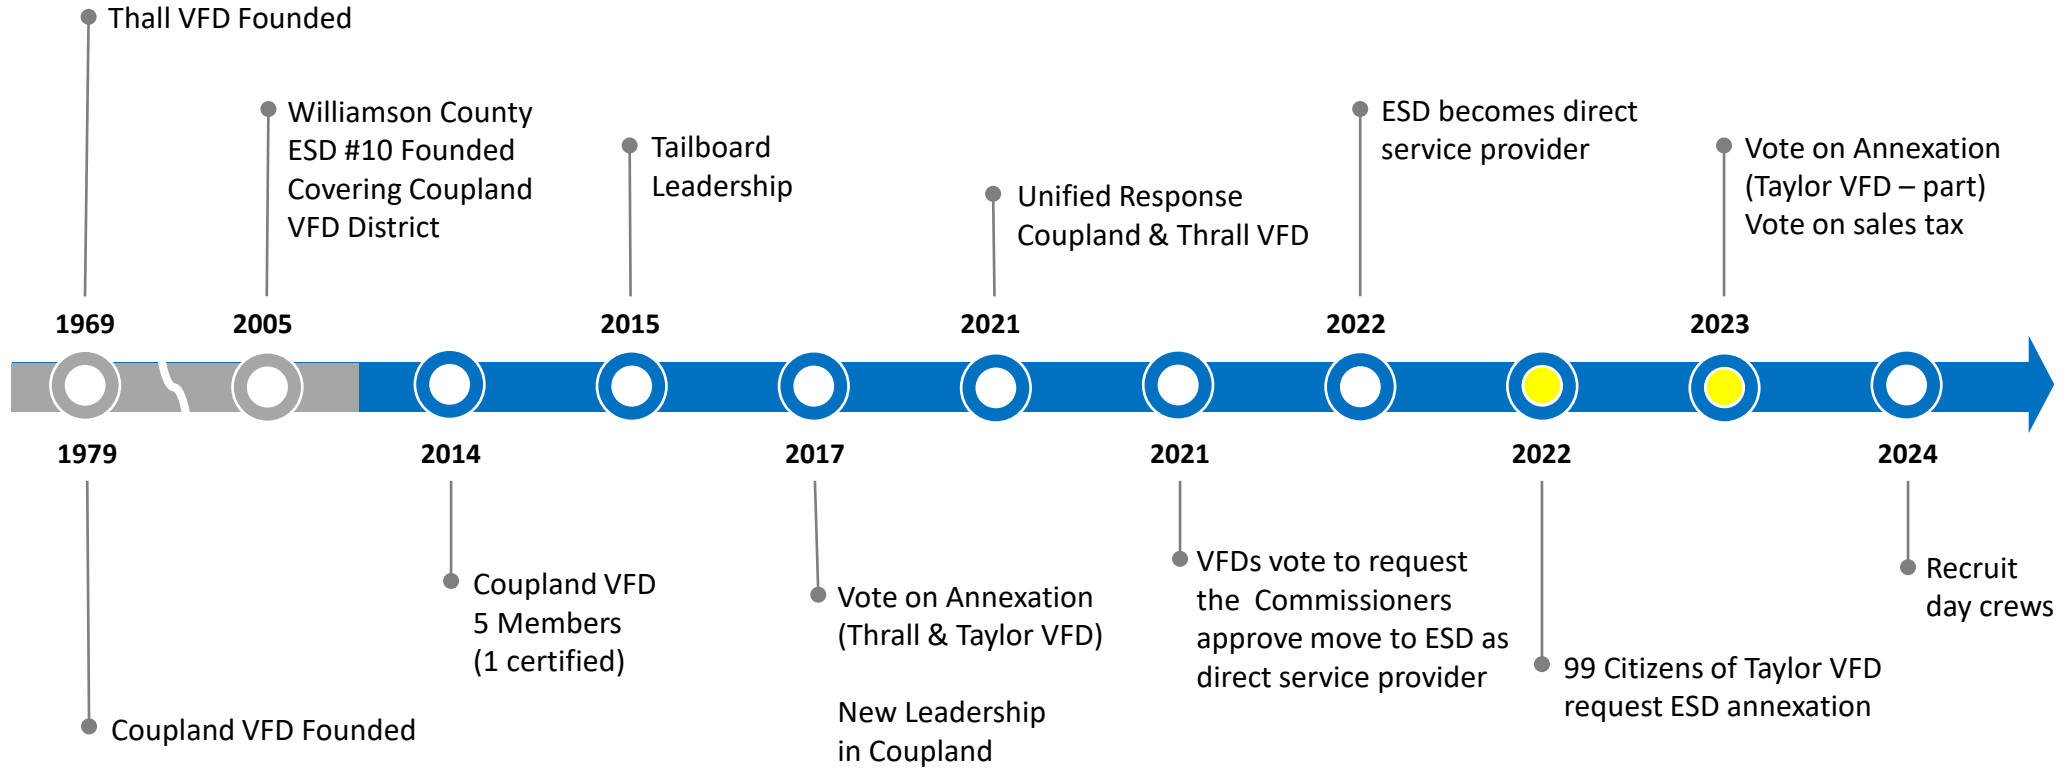 Thall VFD Founded
Williamson County
ESD #10 Founded
Covering Coupland
VFD District
Tailboard
Leadership
Unified Response
Coupland & Thrall VFD
ESD becomes direct
service provider
Vote on Annexation
(Taylor VFD – part)
Vote on sales tax
1969
2005
2015
2021
2022
2023
1979
2014
2017
2021
2022
2024
Coupland VFD Founded
Coupland VFD
5 Members
(1 certified)
Vote on Annexation
(Thrall & Taylor VFD)
New Leadership
in Coupland
VFDs vote to request
the  Commissioners
approve move to ESD as
direct service provider
99 Citizens of Taylor VFD
request ESD annexation
Recruit
day crews